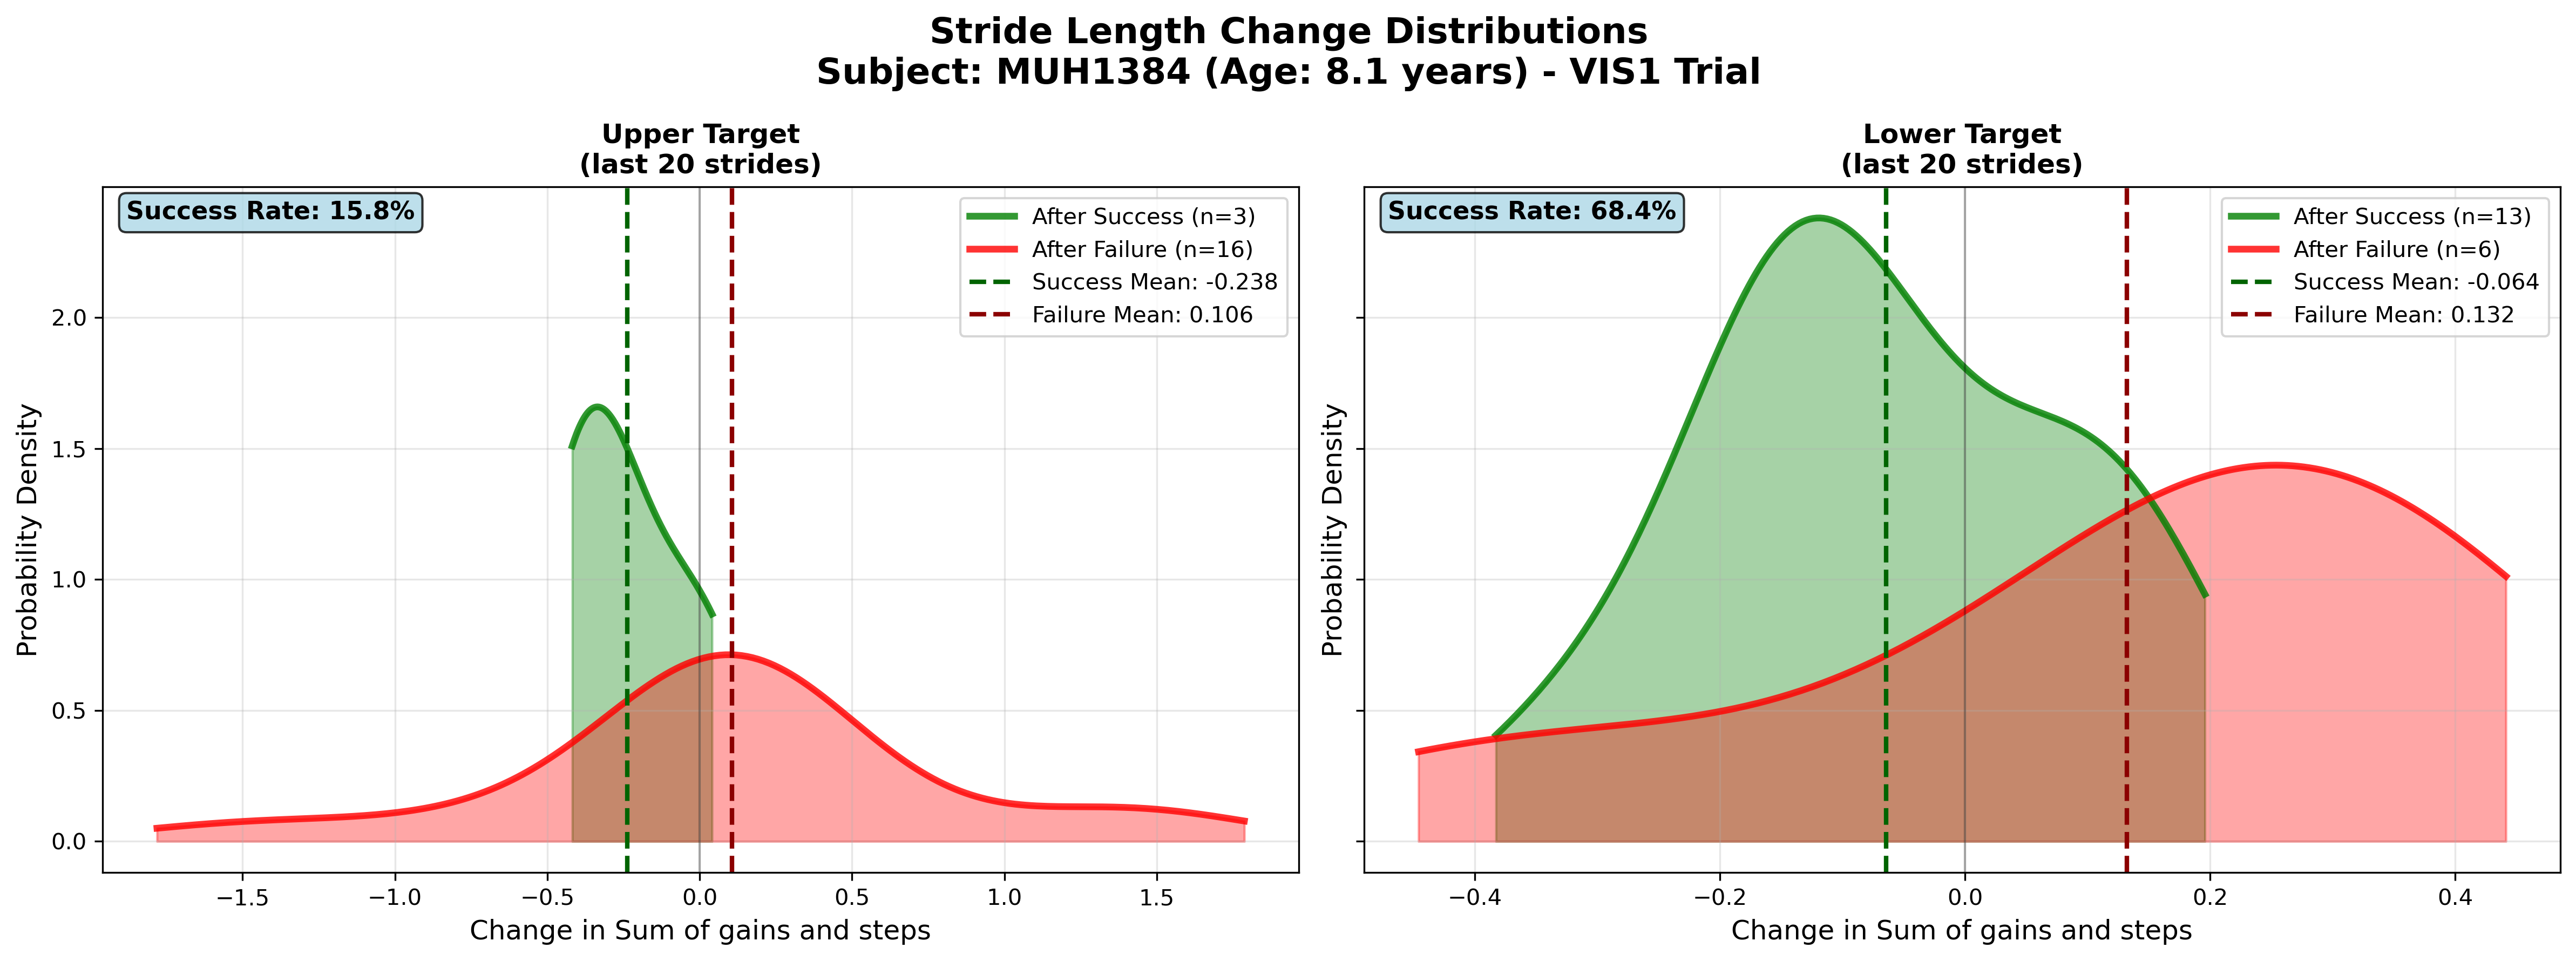 Stride Length Change Distributions
Subject: MUH1384 (Age: 8.1 years) - VIS1 Trial
Upper Target
(last 20 strides)
Success Rate: 15.8%
After Success (n=3)
After Failure (n=16)
Success Mean: -0.238
Failure Mean: 0.106
Probability Density
2.0
1.5
1.0
0.5
0.0
−1.5
−1.0
−0.5
0.0
0.5
1.0
1.5
Change in Sum of gains and steps
Lower Target
(last 20 strides)
Success Rate: 68.4%
After Success (n=13)
After Failure (n=6)
Success Mean: -0.064
Failure Mean: 0.132
Probability Density
−0.4
−0.2
0.0
0.2
0.4
Change in Sum of gains and steps